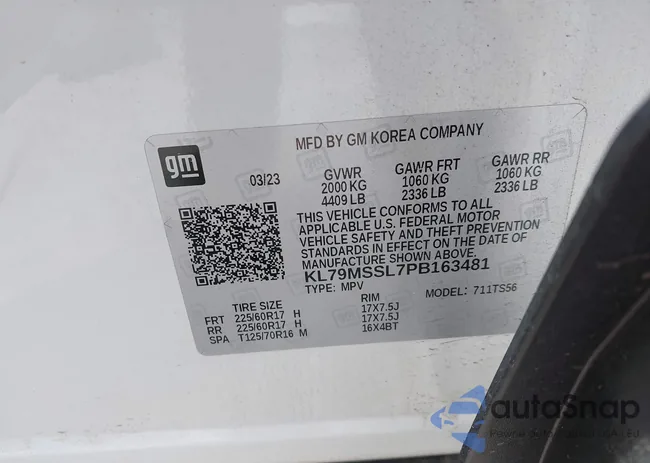 MFD BY GM KOREA COMPANY
gm
03/23
GVWR GAWR FRT GAWR RR
2000 KG 1060 KG 1060 KG
4409 LB 2336 LB 2336 LB
THIS VEHICLE CONFORMS TO ALL
APPLICABLE U.S. FEDERAL MOTOR
VEHICLE SAFETY AND THEFT PREVENTION
STANDARDS IN EFFECT ON THE DATE OF
MANUFACTURE SHOWN ABOVE.
KL79MSSL7PB163481
TYPE: MPV MODEL: 711TS56
TIRE SIZE RIM
FRT 225/60R17 H 17X7.5J
RR 225/60R17 H 17X7.5J
SPA T125/70R16 M 16X4BT
autoSnap